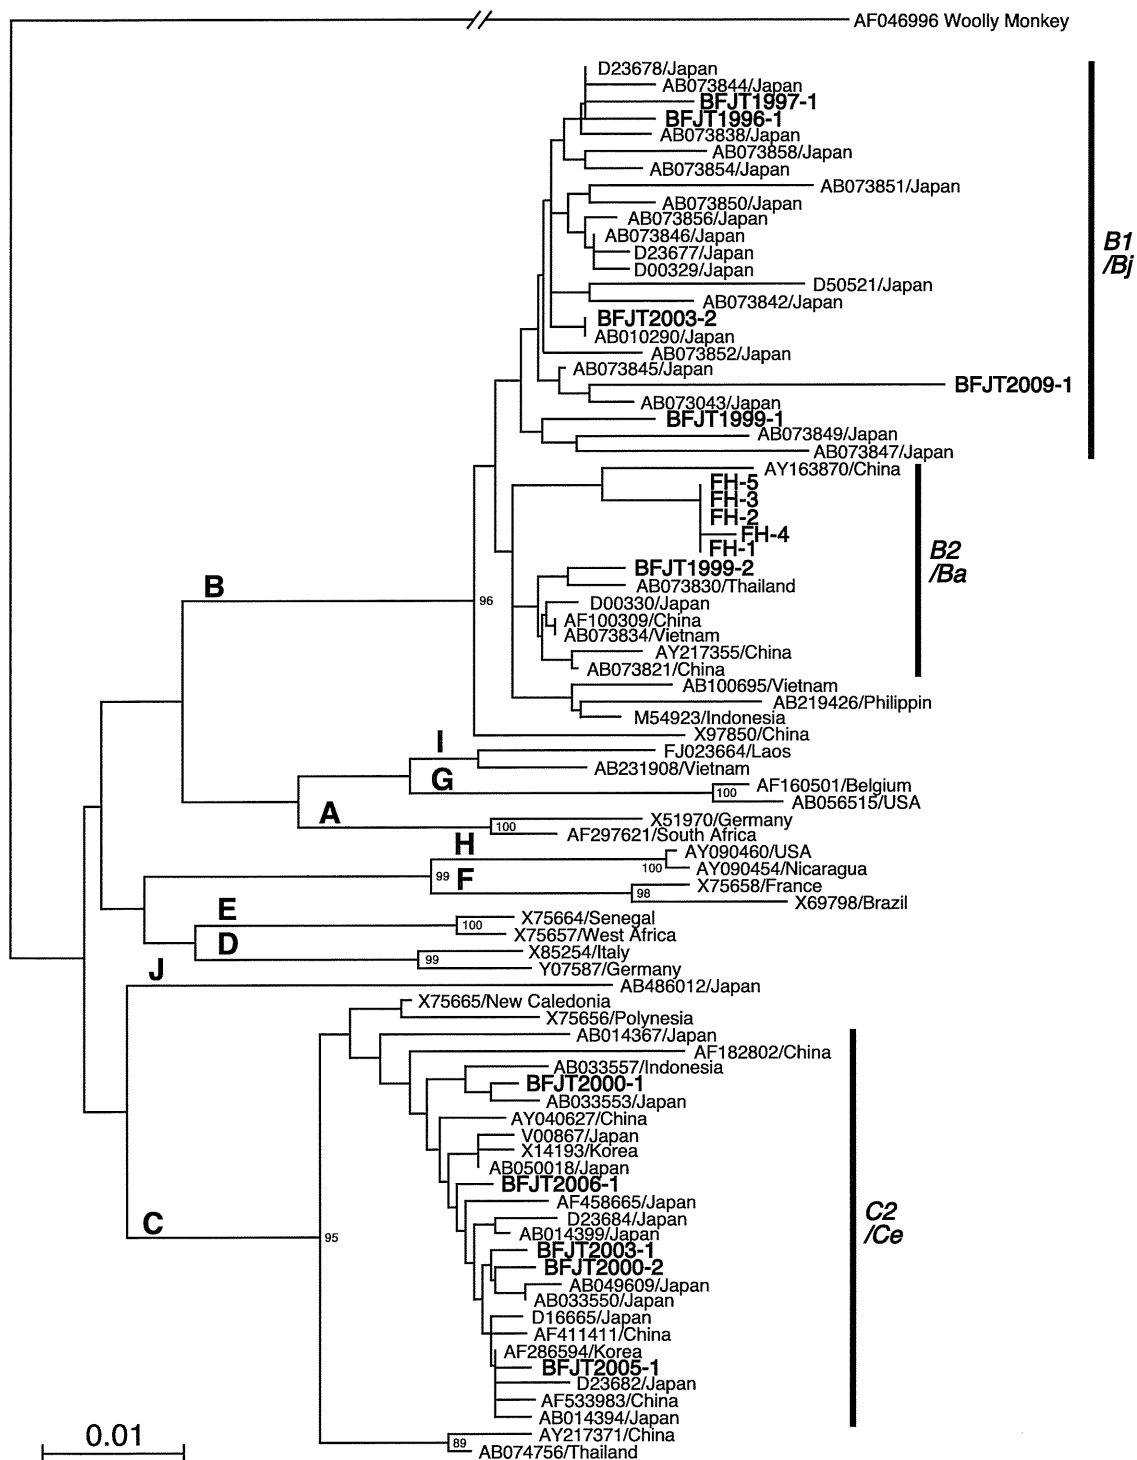 AF046996 Woolly Monkey
D23678/Japan
AB073844/Japan
BFJT1997-1
BFJT1996-1
AB073838/Japan
AB073858/Japan
AB073854/Japan
AB073851/Japan
AB073850/Japan
AB073856/Japan
AB073846/Japan
D23677/Japan
D00329/Japan
D50521/Japan
AB073842/Japan
BFJT2003-2
AB010290/Japan
AB073852/Japan
AB073845/Japan
BFJT2009-1
AB073043/Japan
BFJT1999-1
AB073849/Japan
AB073847/Japan
B1
/Bj
AY163870/China
FH-5
FH-3
FH-2
FH-4
FH-1
BFJT1999-2
AB073830/Thailand
D00330/Japan
AF100309/China
AB073834/Vietnam
AY217355/China
AB073821/China
B2
/Ba
B
96
AB100695/Vietnam
AB219426/Philippin
M54923/Indonesia
X97850/China
I
FJ023664/Laos
AB231908/Vietnam
G
100
AF160501/Belgium
AB056515/USA
A
100
X51970/Germany
AF297621/South Africa
H
99
100
AY090460/USA
AY090454/Nicaragua
F
98
X75658/France
X69798/Brazil
E
100
X75664/Senegal
X75657/West Africa
D
99
X85254/Italy
Y07587/Germany
J
AB486012/Japan
X75665/New Caledonia
X75656/Polynesia
AB014367/Japan
AF182802/China
AB033557/Indonesia
BFJT2000-1
AB033553/Japan
AY040627/China
V00867/Japan
X14193/Korea
AB050018/Japan
BFJT2006-1
AF458665/Japan
D23684/Japan
AB014399/Japan
C
95
C2
/Ce
BFJT2003-1
BFJT2000-2
AB049609/Japan
AB033550/Japan
D16665/Japan
AF411411/China
AF286594/Korea
BFJT2005-1
D23682/Japan
AF533983/China
AB014394/Japan
89
AY217371/China
AB074756/Thailand
0.01